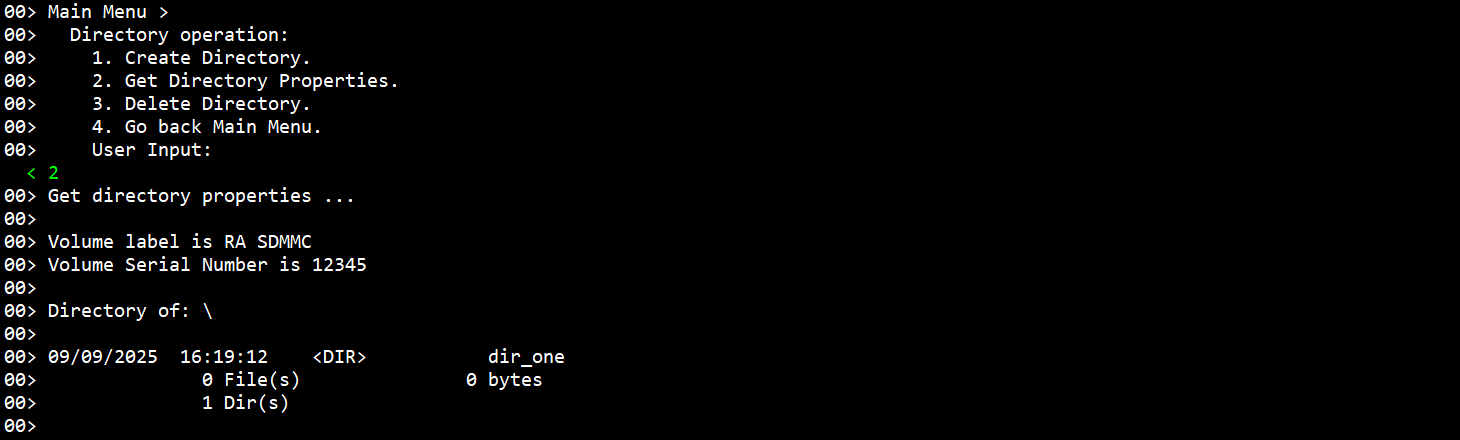 00> Main Menu >
00>   Directory operation:
00>     1. Create Directory.
00>     2. Get Directory Properties.
00>     3. Delete Directory.
00>     4. Go back Main Menu.
00>     User Input:
  < 2
00> Get directory properties ...
00>
00> Volume label is RA SDMMC
00> Volume Serial Number is 12345
00>
00> Directory of: \
00>
00> 09/09/2025  16:19:12    <DIR>           dir_one
00>               0 File(s)               0 bytes
00>               1 Dir(s)
00>